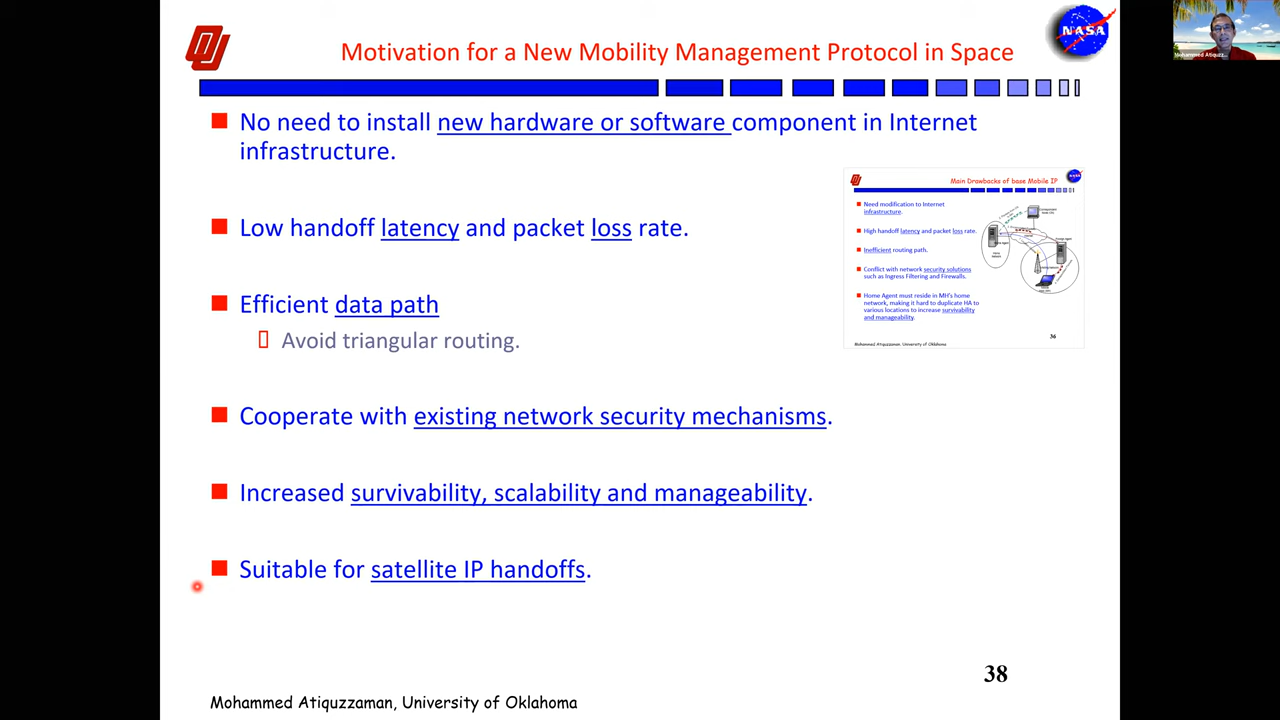 Motivation for a New Mobility Management Protocol in Space
NASA
Mohammed Atiquz...
No need to install new hardware or software component in Internet
infrastructure.
Low handoff latency and packet loss rate.
Efficient data path
Avoid triangular routing.
Cooperate with existing network security mechanisms.
Increased survivability, scalability and manageability.
Suitable for satellite IP handoffs.
Main Drawbacks of base Mobile IP
NASA
Need modification to Internet
infrastructure.
High handoff latency and packet loss rate.
Inefficient routing path.
Conflict with network security solutions
such as Ingress Filtering and Firewalls.
Home Agent must reside in MH's home
network, making it hard to duplicate HA to
various locations to increase survivability
and manageability.
36
Mohammed Atiquzzaman, University of Oklahoma
38
Mohammed Atiquzzaman, University of Oklahoma